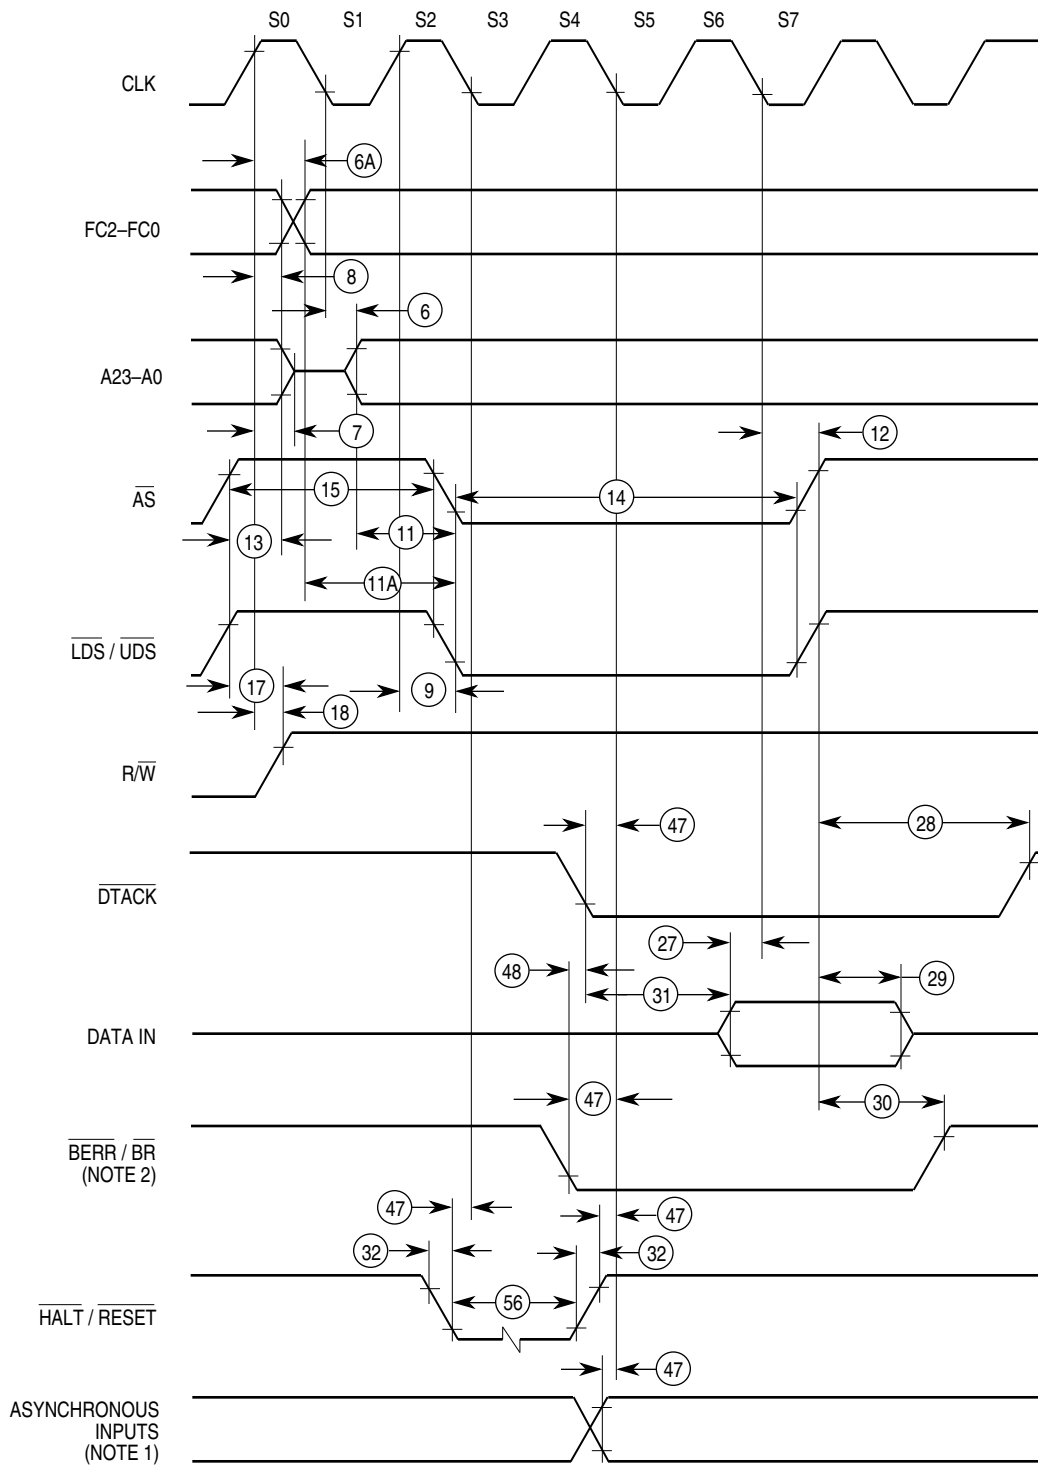 S0 S1 S2 S3 S4 S5 S6 S7
CLK
6A
FC2–FC0
8
6
A23–A0
7
12
AS
15
14
13
11
11A
LDS / UDS
17
9
18
R/W
47
28
DTACK
27
48
29
31
DATA IN
47
30
BERR / BR
(NOTE 2)
47
47
32
32
56
HALT / RESET
47
ASYNCHRONOUS
INPUTS
(NOTE 1)